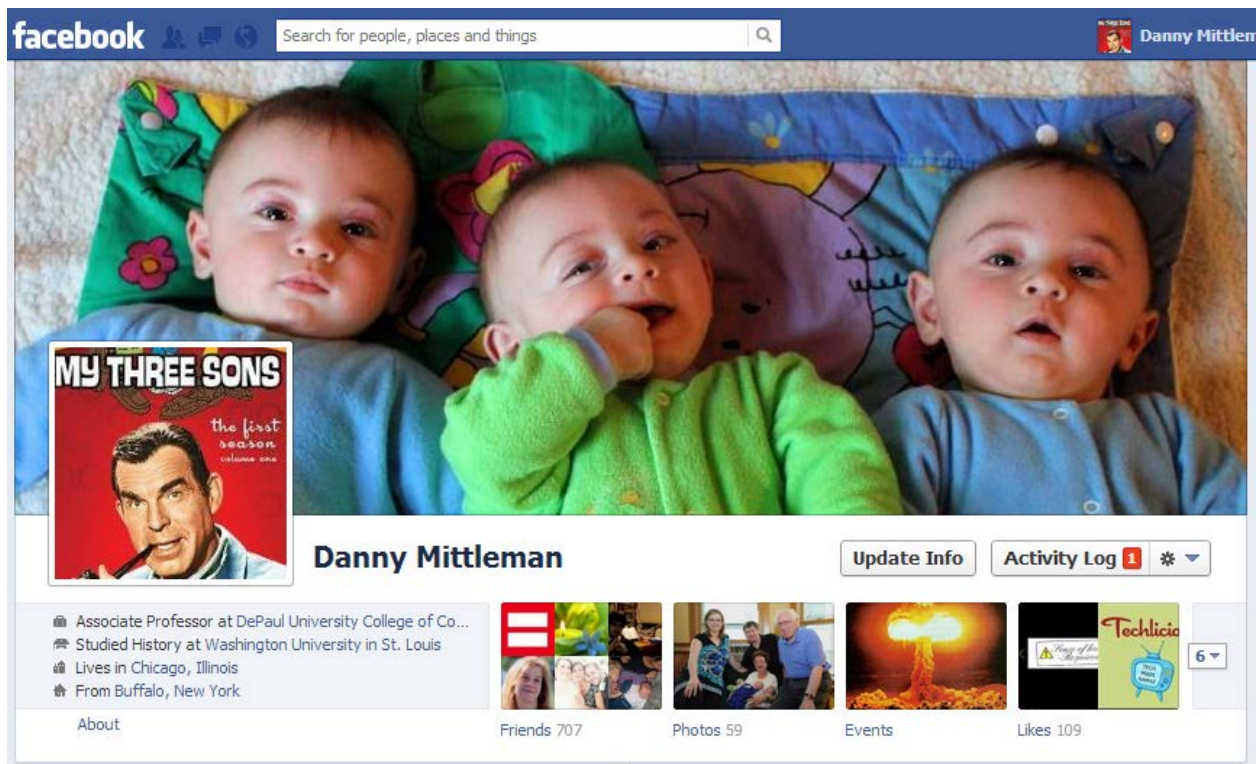 facebook
Search for people, places and things
Danny Mittlem
MY THREE SONS
the first
season
volume one
Danny Mittleman
Update Info
Activity Log 1
Associate Professor at DePaul University College of Co...
Studied History at Washington University in St. Louis
Lives in Chicago, Illinois
From Buffalo, New York
About
Techlicio
TECH
MADE
SIMPLE
6
Friends 707
Photos 59
Events
Likes 109